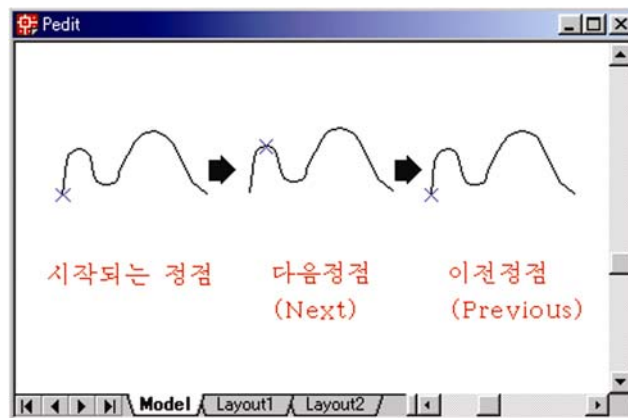 Pedit
시작되는 정점
다음정점
(Next)
이전정점
(Previous)
Model Layout1 Layout2